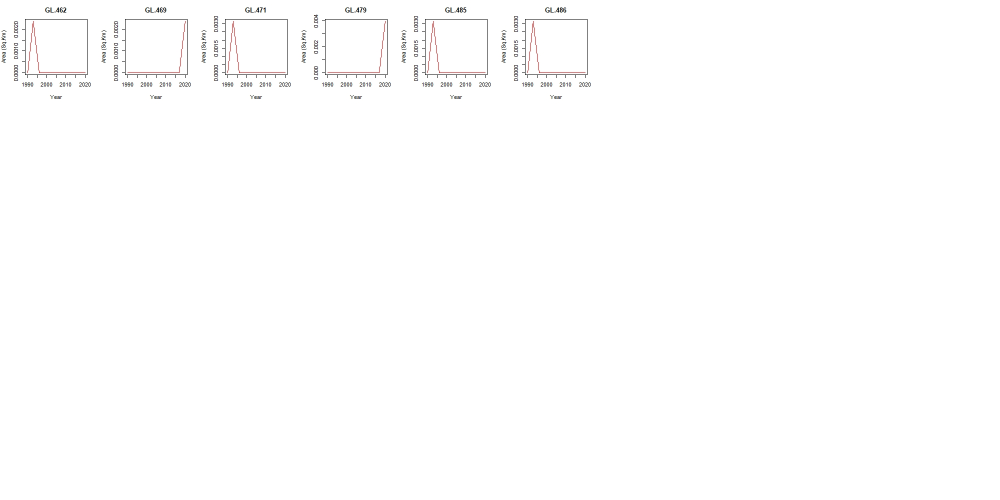 GL.462
Area (Sq.Km)
0.0000 0.0010 0.0020
1990 2000 2010 2020
Year
GL.469
Area (Sq.Km)
0.0000 0.0010 0.0020
1990 2000 2010 2020
Year
GL.471
Area (Sq.Km)
0.0000 0.0015 0.0030
1990 2000 2010 2020
Year
GL.479
Area (Sq.Km)
0.000 0.002 0.004
1990 2000 2010 2020
Year
GL.485
Area (Sq.Km)
0.0000 0.0015 0.0030
1990 2000 2010 2020
Year
GL.486
Area (Sq.Km)
0.0000 0.0015 0.0030
1990 2000 2010 2020
Year